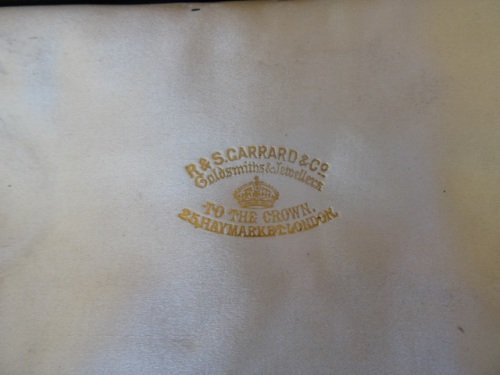 R & S. GARRARD & Co
Goldsmiths & Jewellers
TO THE CROWN.
25, HAYMARKET, LONDON.